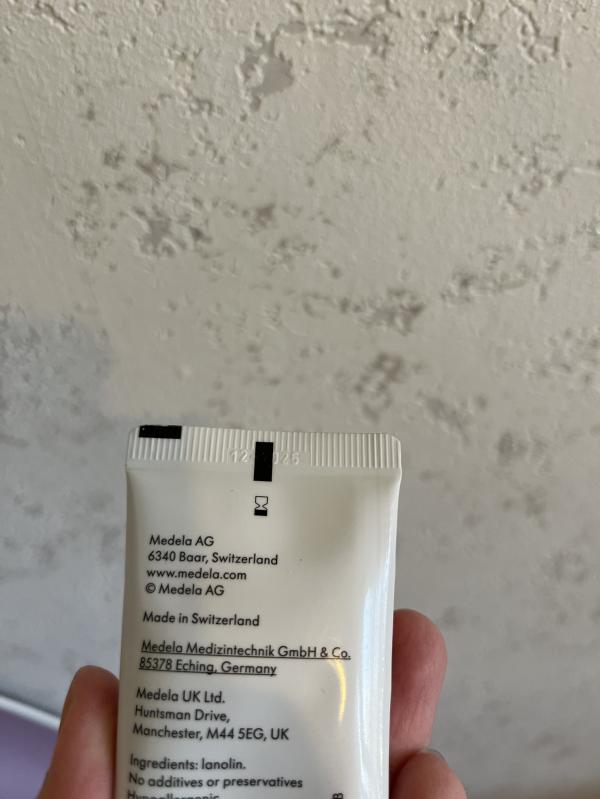 Medela AG
6340 Baar, Switzerland
www.medela.com
© Medela AG
Made in Switzerland
Medela Medizintechnik GmbH & Co.
85378 Eching, Germany
Medela UK Ltd.
Huntsman Drive,
Manchester, M44 5EG, UK
Ingredients: lanolin.
No additives or preservatives
Hypoallergenic